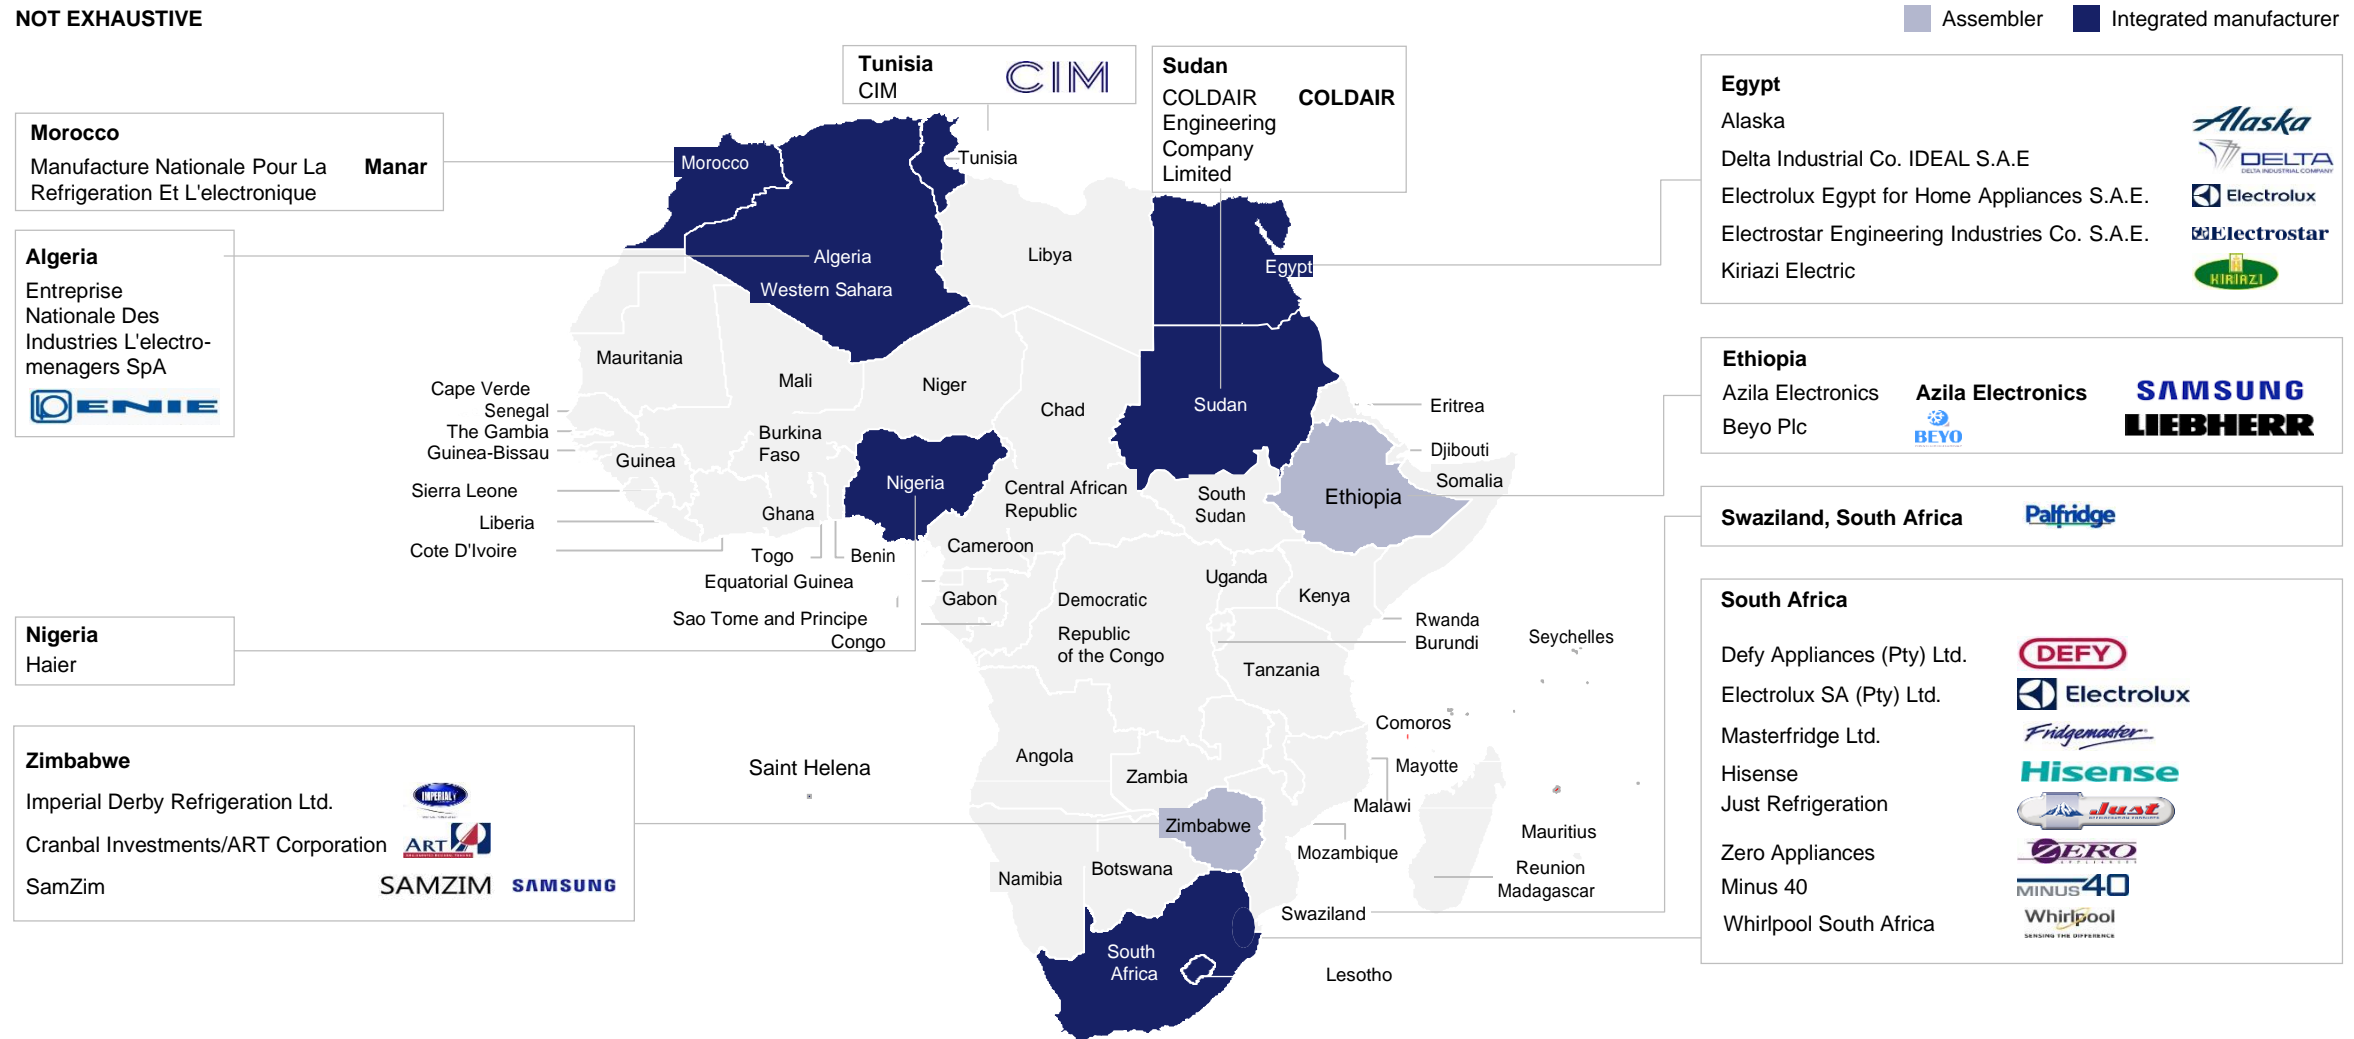 NOT EXHAUSTIVE
Assembler
Integrated manufacturer
Tunisia
CIM
CIM
Sudan
COLDAIR
Engineering
Company
Limited
COLDAIR
Egypt
Alaska
Alaska
Delta Industrial Co. IDEAL S.A.E
DELTA
DELTA INDUSTRIAL COMPANY
Electrolux Egypt for Home Appliances S.A.E.
Electrolux
Electrostar Engineering Industries Co. S.A.E.
Electrostar
Kiriazi Electric
KIRIAZI
Morocco
Manufacture Nationale Pour La
Refrigeration Et L'electronique
Manar
Algeria
Entreprise
Nationale Des
Industries L'electro-
menagers SpA
ENIE
Ethiopia
Azila Electronics
Azila Electronics
SAMSUNG
Beyo Plc
BEYO
LIEBHERR
Swaziland, South Africa
Palfridge
South Africa
Defy Appliances (Pty) Ltd.
DEFY
Electrolux SA (Pty) Ltd.
Electrolux
Masterfridge Ltd.
Fridgemaster
Hisense
Hisense
Just Refrigeration
Just
Zero Appliances
ZERO
APPLIANCES
Minus 40
MINUS 40
Whirlpool South Africa
Whirlpool
SENSING THE DIFFERENCE
Nigeria
Haier
Zimbabwe
Imperial Derby Refrigeration Ltd.
IMPERIAL
Cranbal Investments/ART Corporation
ART
SamZim
SAMZIM
SAMSUNG
Morocco
Tunisia
Algeria
Western Sahara
Libya
Egypt
Mauritania
Mali
Niger
Chad
Sudan
Eritrea
Cape Verde
Senegal
The Gambia
Guinea-Bissau
Guinea
Burkina
Faso
Nigeria
Djibouti
Somalia
Ethiopia
South
Sudan
Central African
Republic
Sierra Leone
Liberia
Cote D'Ivoire
Ghana
Togo
Benin
Cameroon
Equatorial Guinea
Gabon
Sao Tome and Principe
Congo
Democratic
Republic
of the Congo
Uganda
Kenya
Rwanda
Burundi
Seychelles
Tanzania
Comoros
Mayotte
Malawi
Angola
Zambia
Saint Helena
Zimbabwe
Mozambique
Mauritius
Reunion
Madagascar
Namibia
Botswana
Swaziland
South
Africa
Lesotho